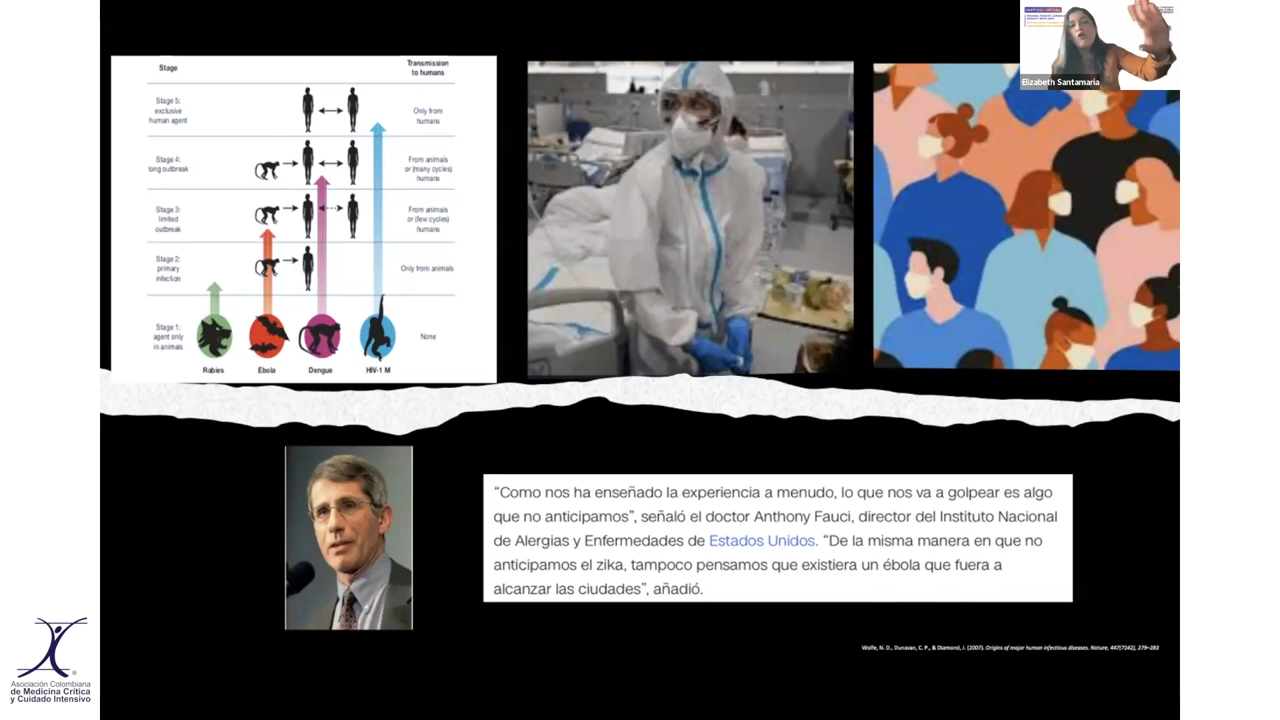 SIMPOSIO VIRTUAL
Elizabeth Santamaría
Stage
Transmission
to humans
Stage 5:
exclusive
human agent
Only from
humans
Stage 4:
long outbreak
From animals
or (many cycles)
humans
Stage 3:
limited
outbreak
From animals
or (few cycles)
humans
Stage 2:
primary
infection
Only from animals
Stage 1:
agent only
in animals
None
Rabies
Ebola
Dengue
HIV-1 M
“Como nos ha enseñado la experiencia a menudo, lo que nos va a golpear es algo
que no anticipamos”, señaló el doctor Anthony Fauci, director del Instituto Nacional
de Alergias y Enfermedades de Estados Unidos. “De la misma manera en que no
anticipamos el zika, tampoco pensamos que existiera un ébola que fuera a
alcanzar las ciudades”, añadió.
Wolfe, N. D., Dunavan, C. P., & Diamond, J. (2007). Origins of major human infectious diseases. Nature, 447(7142), 279–283
®
Asociación Colombiana
de Medicina Crítica
y Cuidado Intensivo